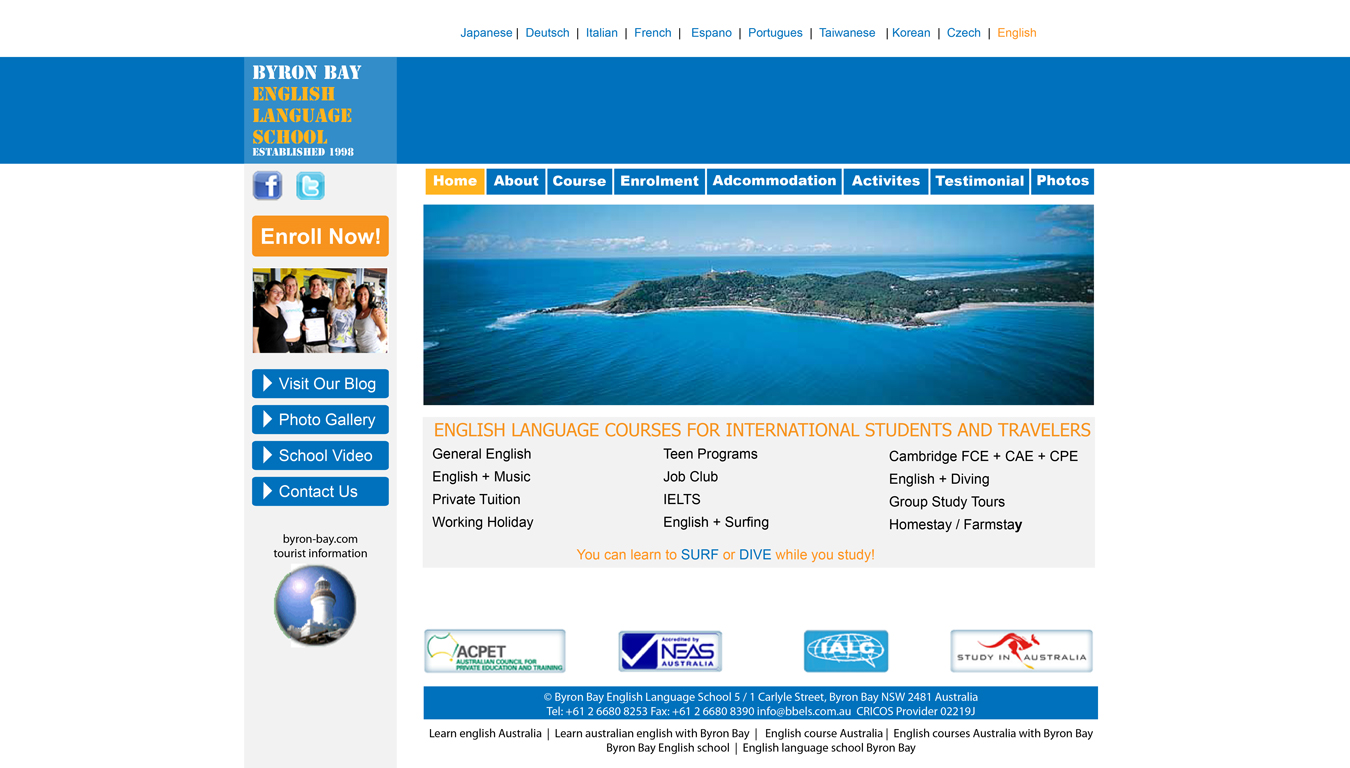 Japanese | Deutsch | Italian | French | Espano | Portugues | Taiwanese | Korean | Czech | English
BYRON BAY
ENGLISH
LANGUAGE
SCHOOL
ESTABLISHED 1998
f t
Home About Course Enrolment Adcommodation Activites Testimonial Photos
Enroll Now!
Visit Our Blog
Photo Gallery
School Video
Contact Us
byron-bay.com
tourist information
ENGLISH LANGUAGE COURSES FOR INTERNATIONAL STUDENTS AND TRAVELERS
General English Teen Programs Cambridge FCE + CAE + CPE
English + Music Job Club English + Diving
Private Tuition IELTS Group Study Tours
Working Holiday English + Surfing Homestay / Farmstay
You can learn to SURF or DIVE while you study!
ACPET
AUSTRALIAN COUNCIL FOR
PRIVATE EDUCATION AND TRAINING
Accredited by
NEAS
AUSTRALIA
IALC
STUDY IN AUSTRALIA
© Byron Bay English Language School 5 / 1 Carlyle Street, Byron Bay NSW 2481 Australia
Tel: +61 2 6680 8253 Fax: +61 2 6680 8390 info@bbels.com.au CRICOS Provider 02219J
Learn english Australia | Learn australian english with Byron Bay | English course Australia | English courses Australia with Byron Bay
Byron Bay English school | English language school Byron Bay